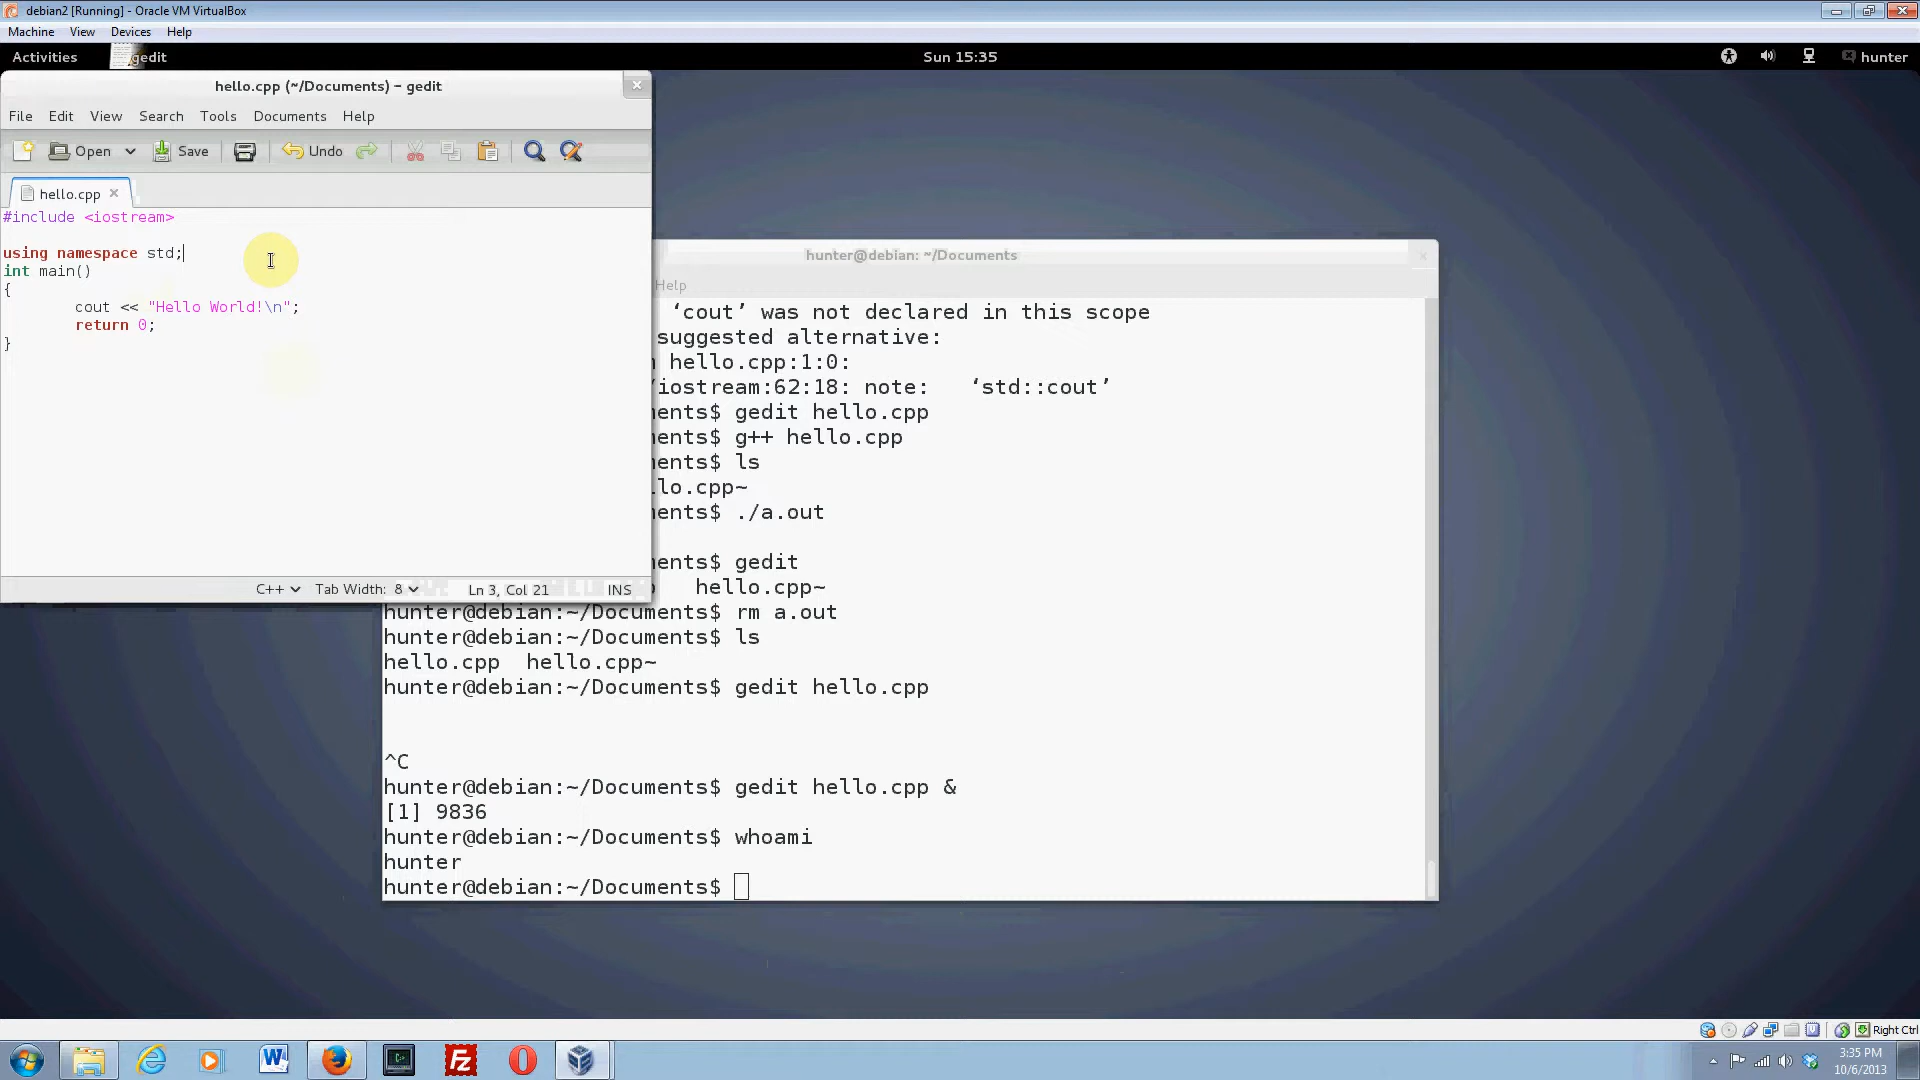 debian2 [Running] - Oracle VM VirtualBox
Machine View Devices Help
Activities gedit Sun 15:35 hunter
hello.cpp (~/Documents) - gedit
File Edit View Search Tools Documents Help
Open Save Undo
hello.cpp
#include <iostream>
using namespace std;
int main()
{
cout << "Hello World!\n";
return 0;
}
C++ Tab Width: 8 Ln 3, Col 21 INS
hunter@debian: ~/Documents
Help
‘cout’ was not declared in this scope
suggested alternative:
hello.cpp:1:0:
/iostream:62:18: note: ‘std::cout’
ments$ gedit hello.cpp
ments$ g++ hello.cpp
ments$ ls
lo.cpp~
ments$ ./a.out
ments$ gedit
hello.cpp~
hunter@debian:~/Documents$ rm a.out
hunter@debian:~/Documents$ ls
hello.cpp hello.cpp~
hunter@debian:~/Documents$ gedit hello.cpp
^C
hunter@debian:~/Documents$ gedit hello.cpp &
[1] 9836
hunter@debian:~/Documents$ whoami
hunter
hunter@debian:~/Documents$
Right Ctrl
3:35 PM
10/6/2013